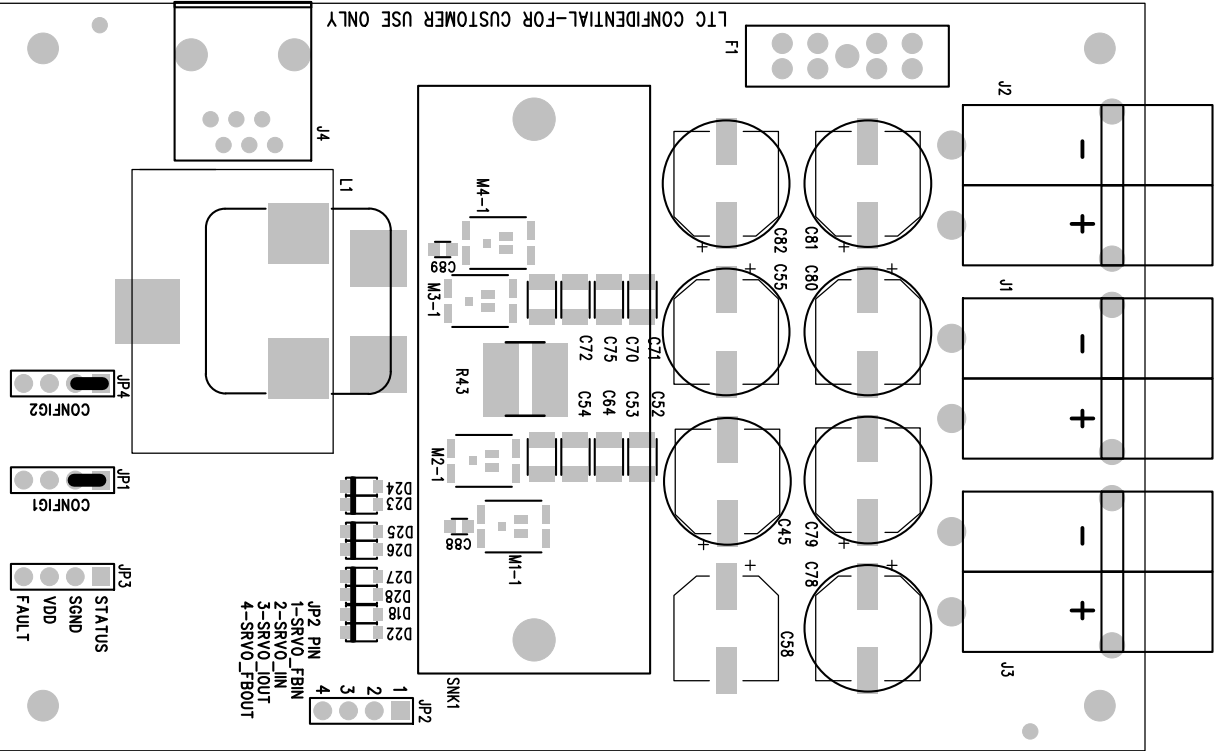 LTC CONFIDENTIAL-FOR CUSTOMER USE ONLY
F1
J2
J4
L1
M4-1
C89
M3-1
C82
C81
C55
C80
J1
C72
C75
C70
C71
R43
C54
C64
C53
C52
JP4
CONFIG2
M2-1
JP1
CONFIG1
D24
D23
D25
D26
D27
D28
D18
D22
C88
M1-1
C45
C79
C78
C58
JP3
FAULT
VDD
SGND
STATUS
JP2 PIN
1-SRVO_FBIN
2-SRVO_IIN
3-SRVO_IOUT
4-SRVO_FBOUT
4 3 2 1
JP2
SNK1
J3
- +
- +
- +